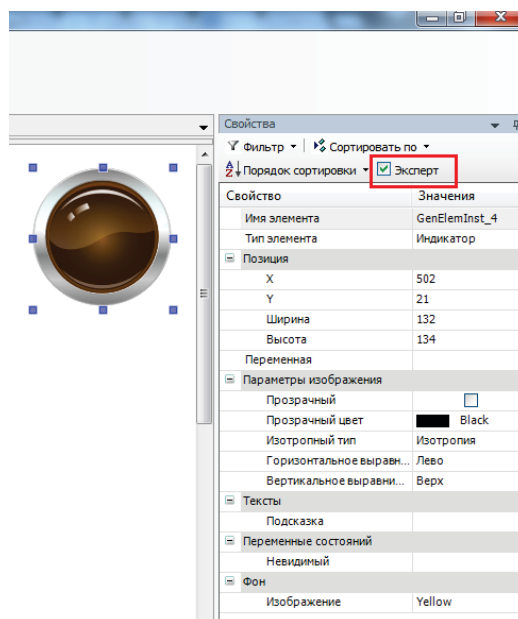 Свойства
Фильтр Сортировать по
Порядок сортировки Эксперт
Свойство Значения
Имя элемента GenElemInst_4
Тип элемента Индикатор
Позиция
X 502
Y 21
Ширина 132
Высота 134
Переменная
Параметры изображения
Прозрачный
Прозрачный цвет Black
Изотропный тип Изотропия
Горизонтальное выравн... Лево
Вертикальное выравни... Верх
Тексты
Подсказка
Переменные состояний
Невидимый
Фон
Изображение Yellow